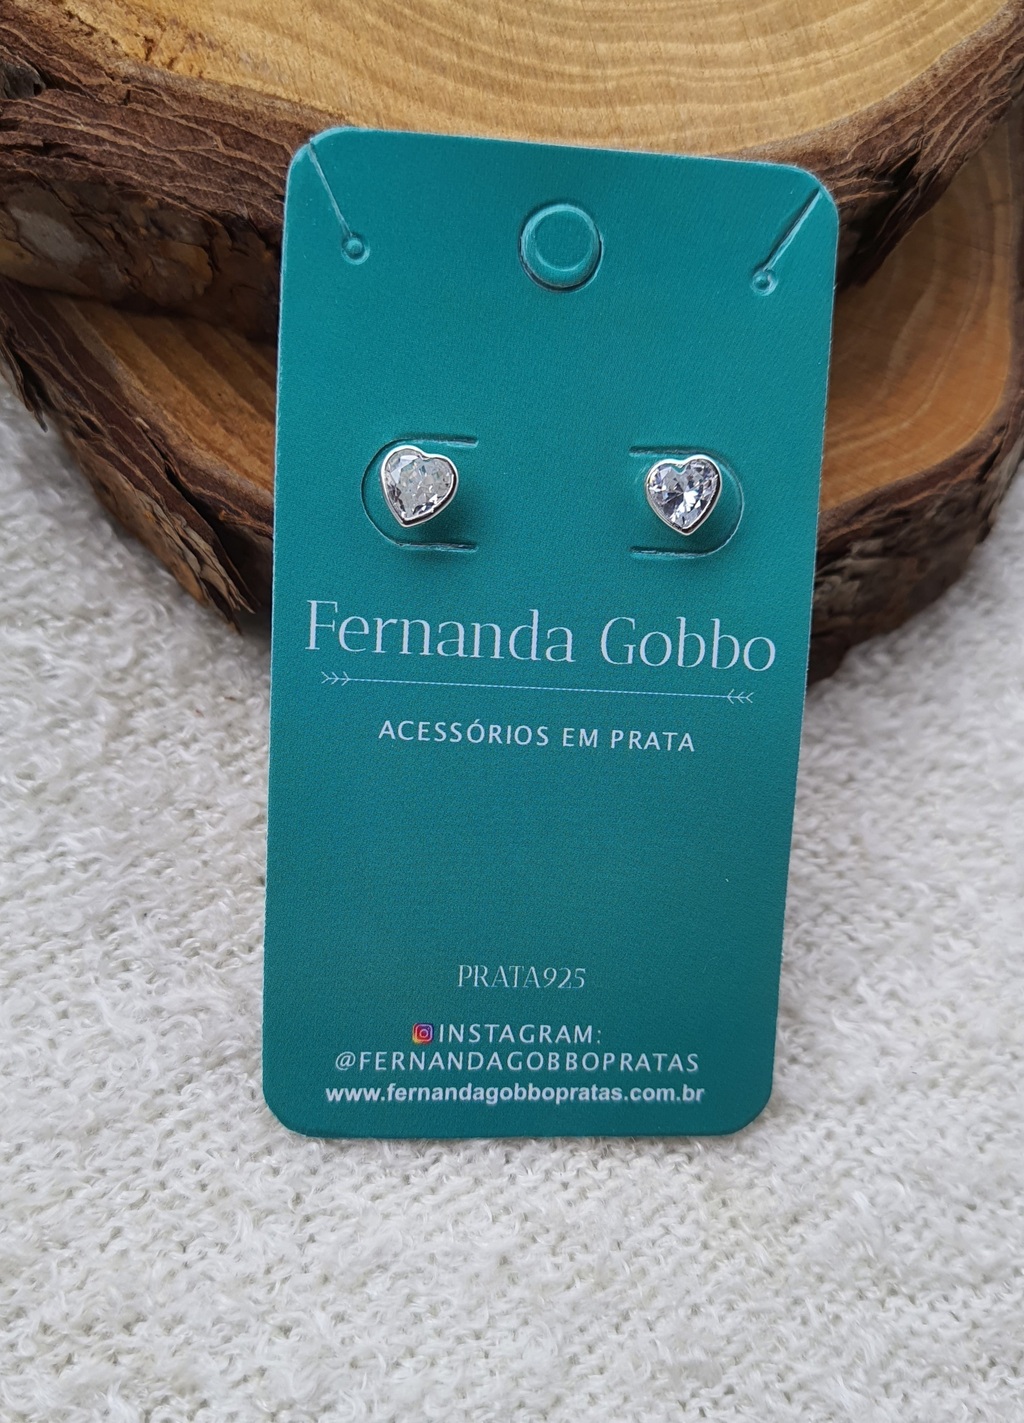 Fernanda Gobbo
ACESSÓRIOS EM PRATA
PRATA925
INSTAGRAM:
@FERNANDAGOBBOPRATAS
www.fernandagobbopratas.com.br